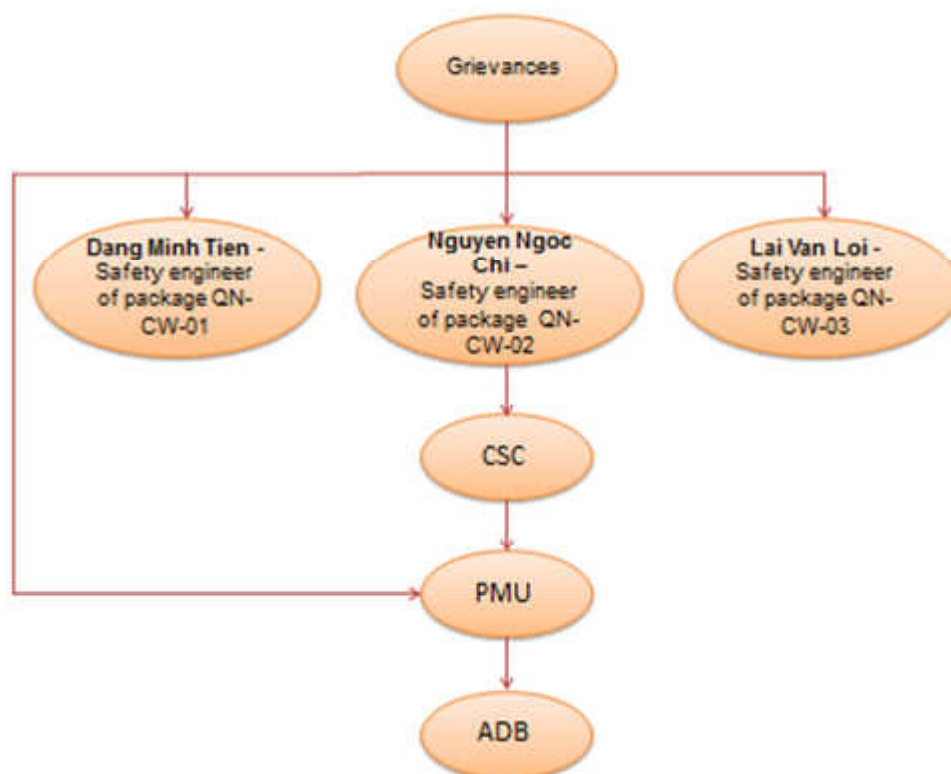 Grievances
Dang Minh Tien -
Safety engineer
of package QN-
CW-01
Nguyen Ngoc
Chi –
Safety engineer
of package QN-
CW-02
Lai Van Loi -
Safety engineer
of package QN-
CW-03
CSC
PMU
ADB